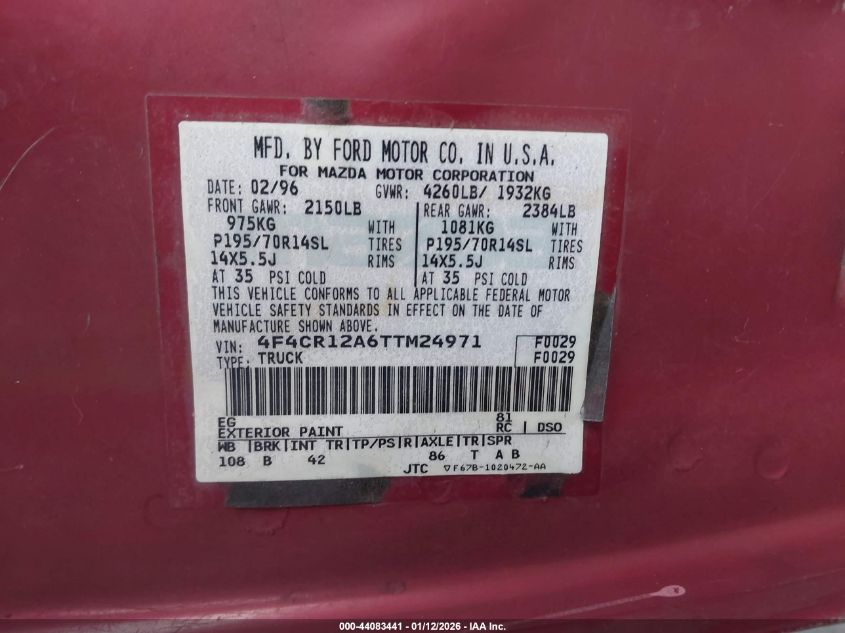 MFD. BY FORD MOTOR CO. IN U.S.A.
FOR MAZDA MOTOR CORPORATION
DATE: 02/96 GVWR: 4260LB/ 1932KG
FRONT GAWR: 2150LB REAR GAWR: 2384LB
975KG WITH 1081KG WITH
P195/70R14SL TIRES P195/70R14SL TIRES
14X5.5J RIMS 14X5.5J RIMS
AT 35 PSI COLD AT 35 PSI COLD
THIS VEHICLE CONFORMS TO ALL APPLICABLE FEDERAL MOTOR
VEHICLE SAFETY STANDARDS IN EFFECT ON THE DATE OF
MANUFACTURE SHOWN ABOVE.
VIN: 4F4CR12A6TTM24971 F0029
TYPE: TRUCK F0029
EG 81
EXTERIOR PAINT RC DSO
WB BRK INT TR TP/PS R AXLE TR SPR
108 B 42 86 T A B
JTC F67B-1020472-AA
000-44083441 - 01/12/2026 - IAA Inc.